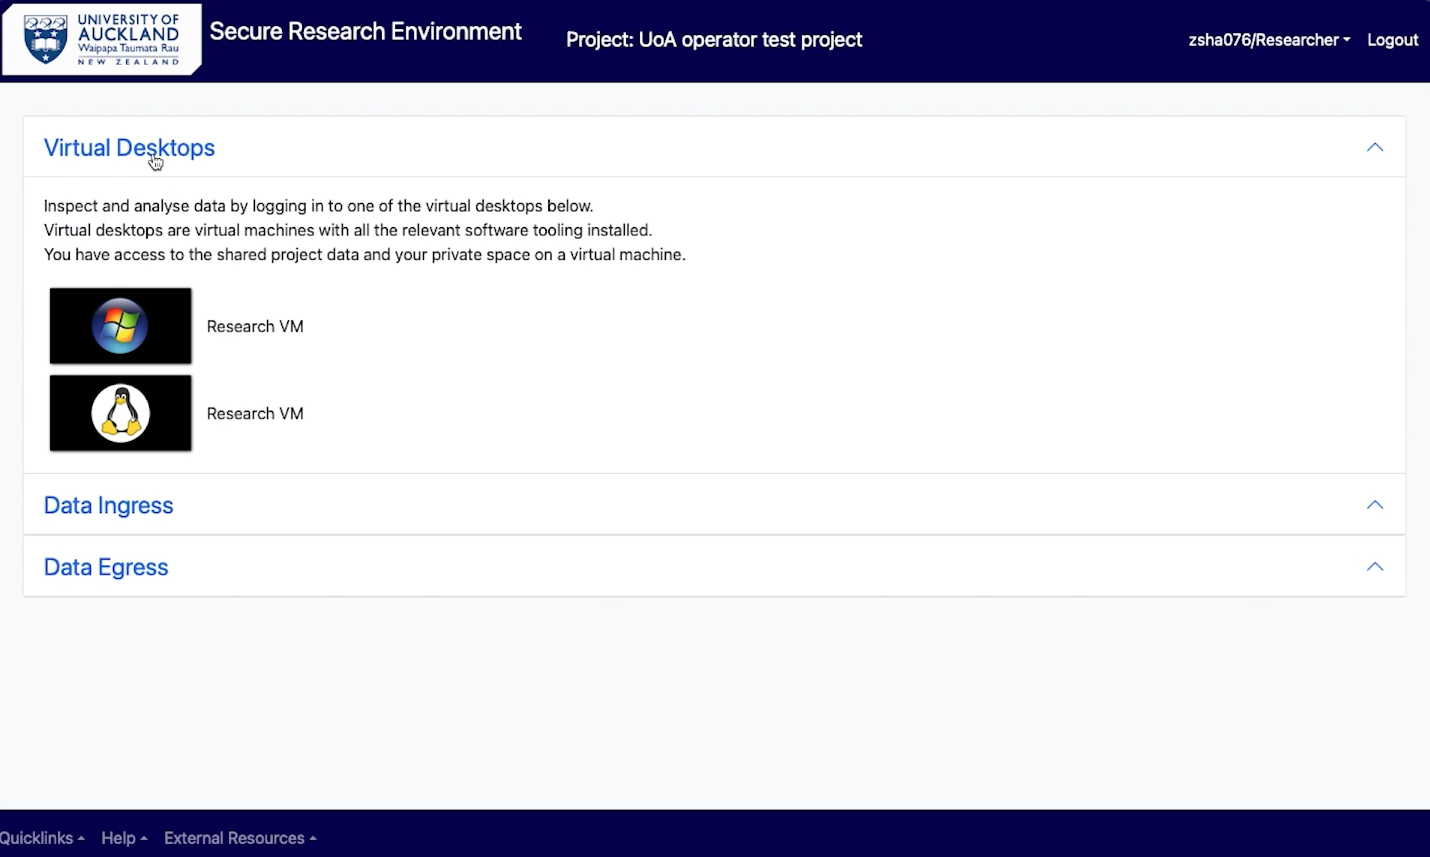 UNIVERSITY OF
AUCKLAND
Waipapa Taumata Rau
NEW ZEALAND
Secure Research Environment
Project: UoA operator test project
zsha076/Researcher
Logout
Virtual Desktops
Inspect and analyse data by logging in to one of the virtual desktops below.
Virtual desktops are virtual machines with all the relevant software tooling installed.
You have access to the shared project data and your private space on a virtual machine.
Research VM
Research VM
Data Ingress
Data Egress
Quicklinks
Help
External Resources